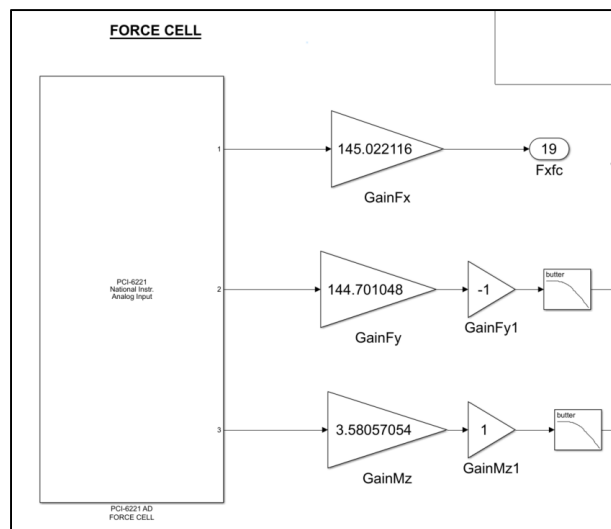 FORCE CELL
1
145.022116
19
Fxfc
GainFx
PCI-6221
National Instr.
Analog Input
2
144.701048
-1
butter
GainFy
GainFy1
3
3.58057054
1
butter
GainMz
GainMz1
PCI-6221 AD
FORCE CELL